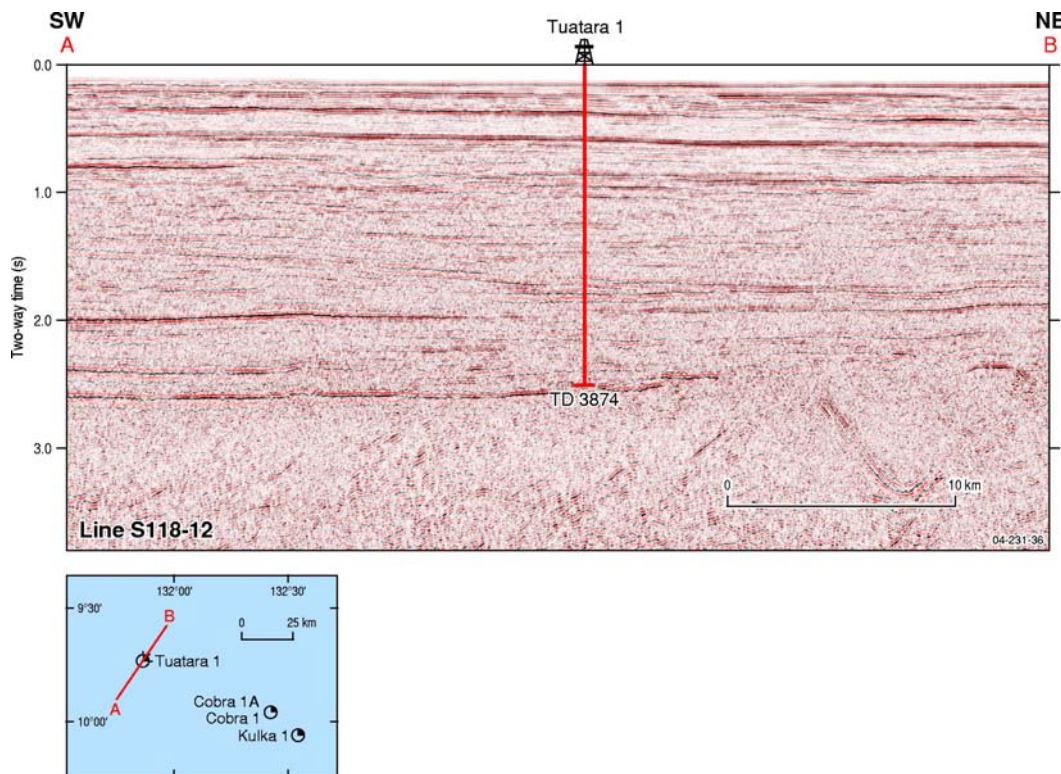 SW
Tuatara 1
NE
A
B
0.0
1.0
2.0
3.0
Two-way time (s)
TD 3874
0
10 km
Line S118-12
04-231-36
132°00'
132°30'
9°30'
B
0
25 km
Tuatara 1
A
Cobra 1A
10°00'
Cobra 1
Kulka 1